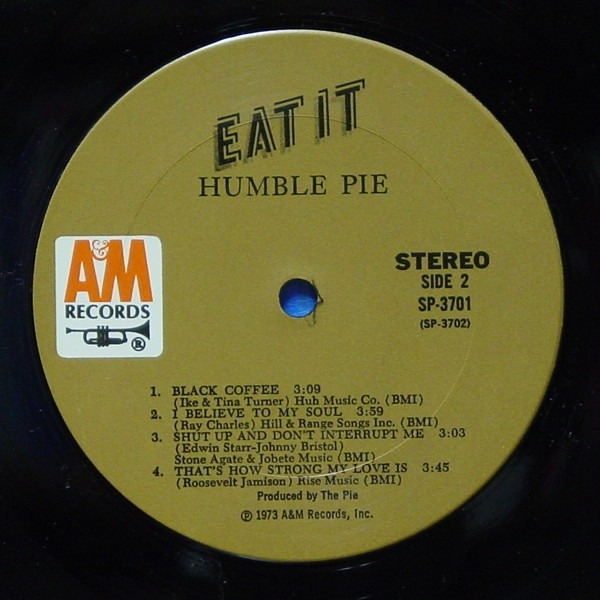 EAT IT
HUMBLE PIE
A&M
RECORDS
®
STEREO
SIDE 2
SP-3701
(SP-3702)
1. BLACK COFFEE 3:09
(Ike & Tina Turner) Huh Music Co. (BMI)
2. I BELIEVE TO MY SOUL 3:59
(Ray Charles) Hill & Range Songs Inc. (BMI)
3. SHUT UP AND DON'T INTERRUPT ME 3:03
(Edwin Starr-Johnny Bristol)
Stone Agate & Jobete Music (BMI)
4. THAT'S HOW STRONG MY LOVE IS 3:45
(Roosevelt Jamison) Rise Music (BMI)
Produced by The Pie
℗ 1973 A&M Records, Inc.